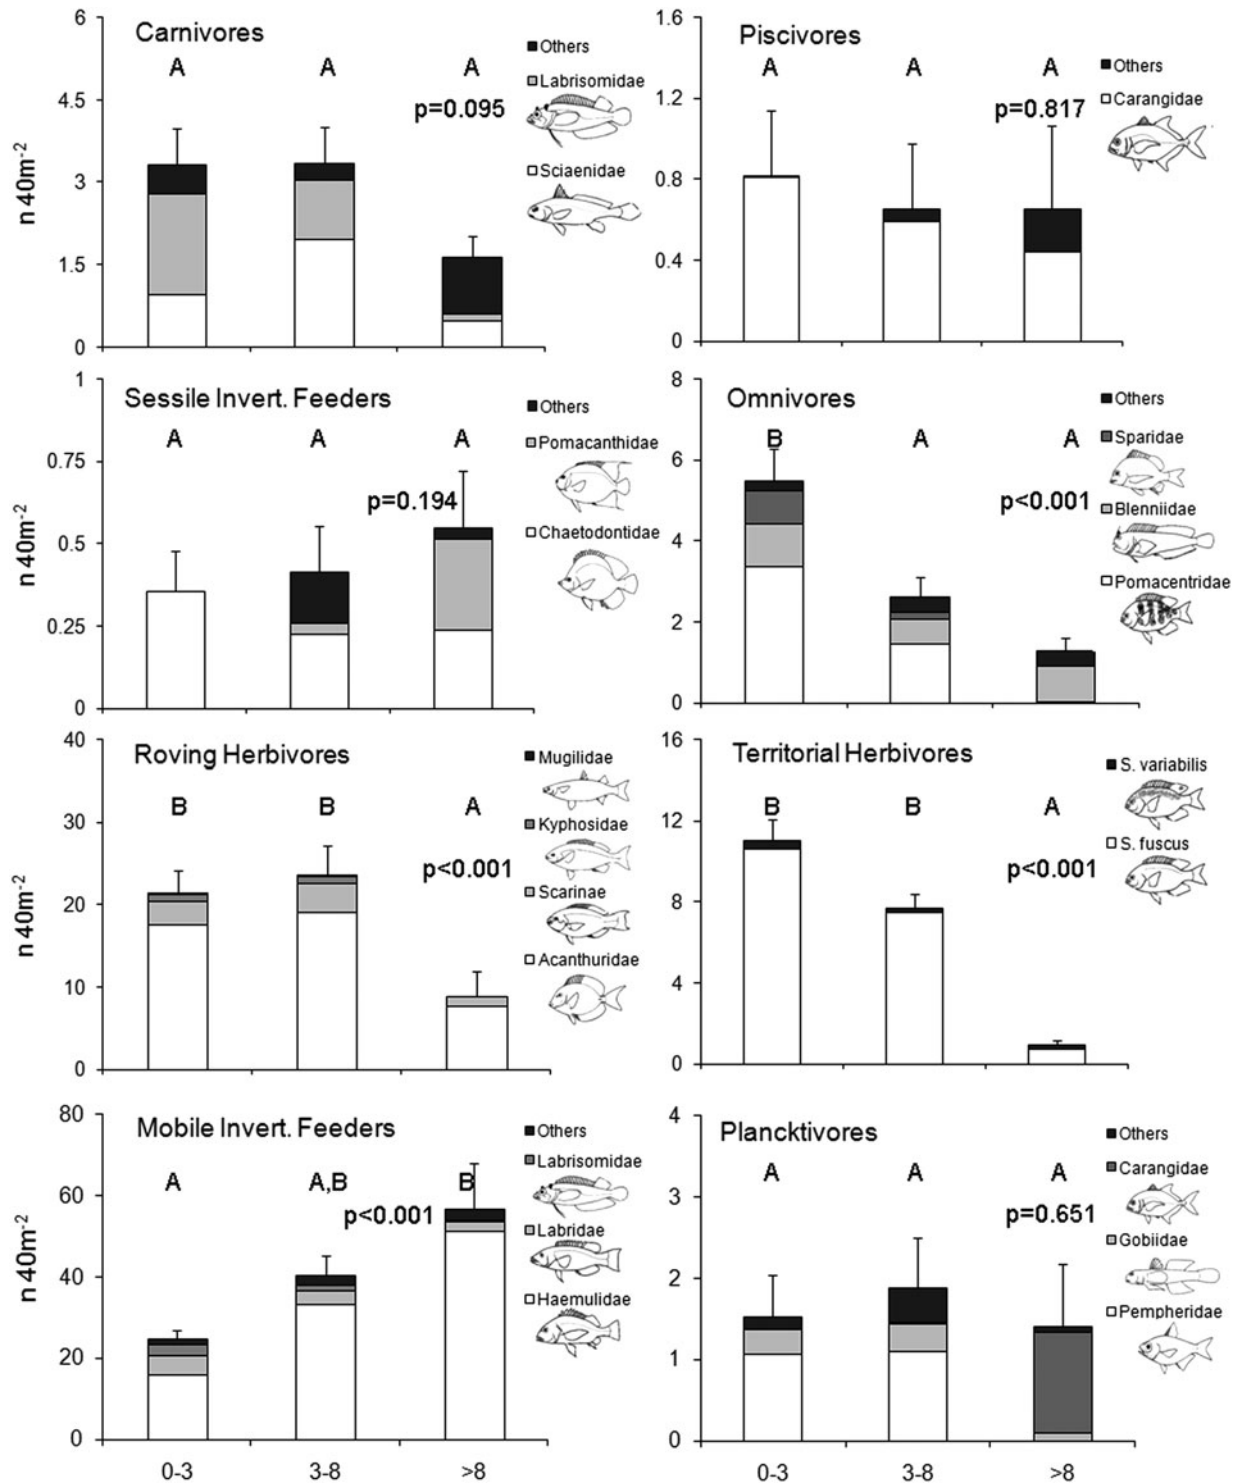 Carnivores
6
4.5
3
1.5
0
n 40m-2
A
A
A
p=0.095
Others
Labrisomidae
Sciaenidae
Piscivores
1.6
1.2
0.8
0.4
0
A
A
A
p=0.817
Others
Carangidae
Sessile Invert. Feeders
1
0.75
0.5
0.25
0
n 40m-2
A
A
A
p=0.194
Others
Pomacanthidae
Chaetodontidae
Omnivores
8
6
4
2
0
B
A
A
p<0.001
Others
Sparidae
Blenniidae
Pomacentridae
Roving Herbivores
40
30
20
10
0
n 40m-2
B
B
A
p<0.001
Mugilidae
Kyphosidae
Scarinae
Acanthuridae
Territorial Herbivores
16
12
8
4
0
B
B
A
p<0.001
S. variabilis
S. fuscus
Mobile Invert. Feeders
80
60
40
20
0
n 40m-2
A
A,B
B
p<0.001
Others
Labrisomidae
Labridae
Haemulidae
0-3
3-8
>8
Plancktivores
4
3
2
1
0
A
A
A
p=0.651
Others
Carangidae
Gobiidae
Pempheridae
0-3
3-8
>8